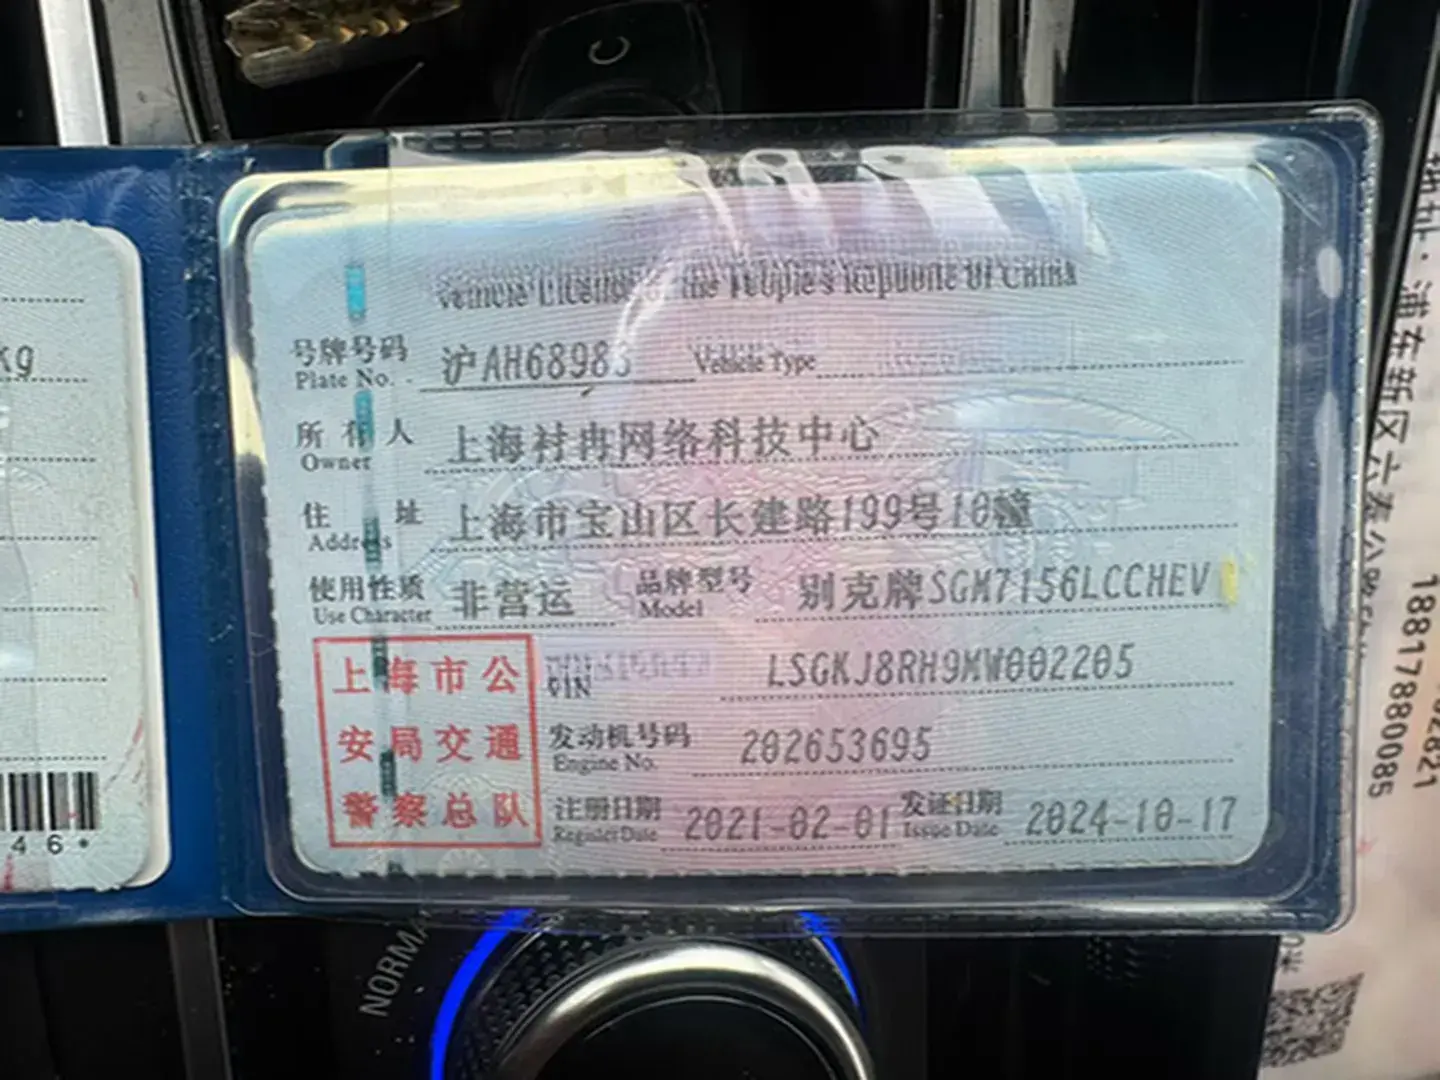 Vehicle License of the People's Republic Of China
号牌号码 沪AH68983 Vehicle Type
Plate No.
所有人 上海衬冉网络科技中心
Owner
住址 上海市宝山区长建路199号10幢
Address
使用性质 非营运 品牌型号 别克牌SGM7156LCCHEV
Use Character Model
上海市公安局交通警察总队
VIN LSGKJ8RH9MW002205
发动机号码 202653695
Engine No.
注册日期 2021-02-01 发证日期 2024-10-17
Register Date Issue Date
kg
46*
NORMA
浦东新区
18817880085